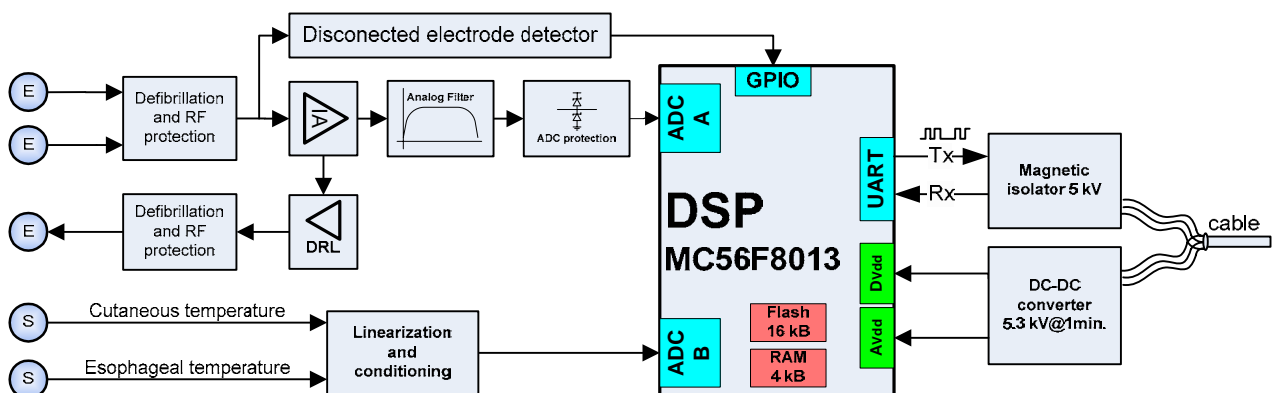 Disconected electrode detector
GPIO
E
E
Defibrillation
and RF
protection
IA
Analog Filter
ADC protection
ADC
A
E
Defibrillation
and RF
protection
DRL
DSP
MC56F8013
UART
Tx
Rx
Magnetic
isolator 5 kV
cable
DVdd
AVdd
DC-DC
converter
5.3 kV@1min.
Flash
16 kB
RAM
4 kB
S
Cutaneous temperature
S
Esophageal temperature
Linearization
and
conditioning
ADC
B